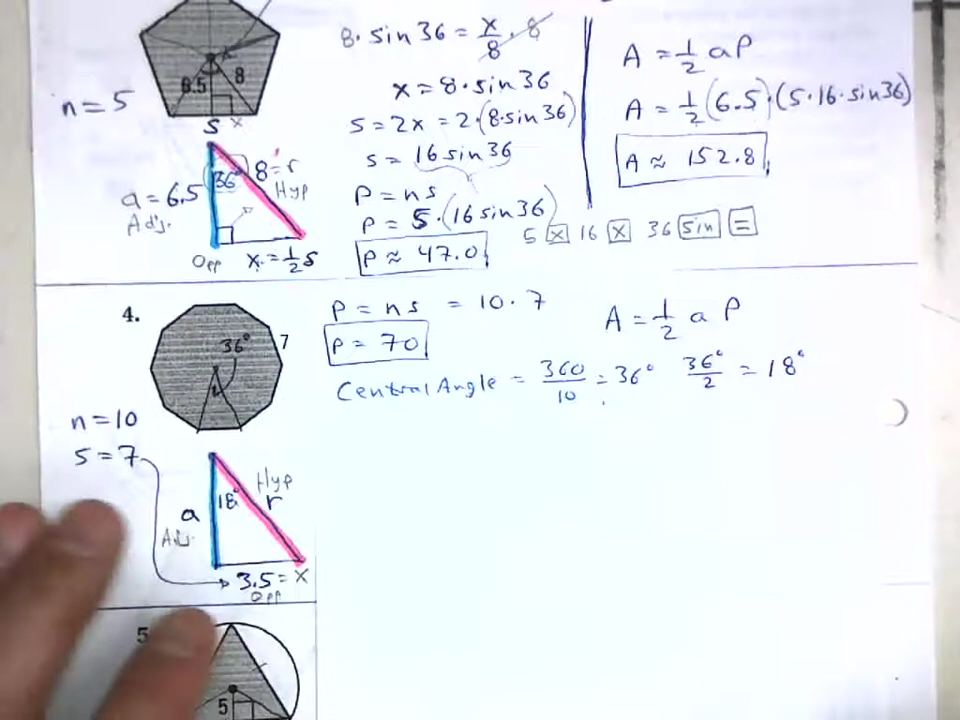 8 · sin 36 = x/8 · 8
x = 8 · sin 36
s = 2x = 2 · (8 · sin 36)
s = 16 sin 36
P = ns
P = 5 · (16 sin 36)
P ≈ 47.0
A = 1/2 a P
A = 1/2 (6.5) · (5 · 16 · sin 36)
A ≈ 152.8
5 × 16 × 36 sin =
6.5 8
n = 5
s x
36° 8 = r
Hyp
a = 6.5
Adj.
Opp x = 1/2 s
4.
36° 7
n = 10
s = 7
P = ns = 10 · 7
P = 70
A = 1/2 a P
Central Angle = 360/10 = 36° 36°/2 = 18°
Hyp
18° r
a
Adj.
3.5 = x
Opp
5
5